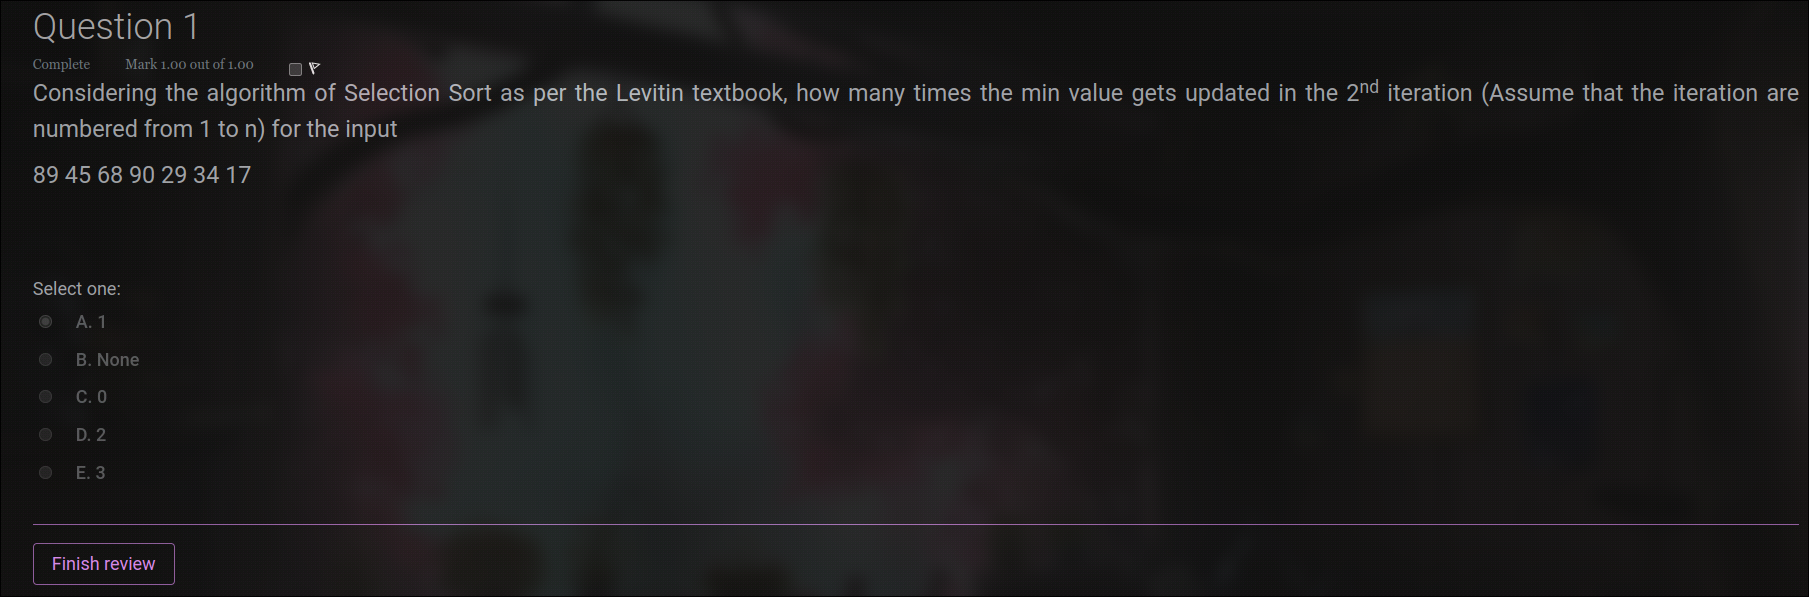 Question 1
Complete Mark 1.00 out of 1.00
Considering the algorithm of Selection Sort as per the Levitin textbook, how many times the min value gets updated in the 2nd iteration (Assume that the iteration are
numbered from 1 to n) for the input
89 45 68 90 29 34 17
Select one:
A. 1
B. None
C. 0
D. 2
E. 3
Finish review